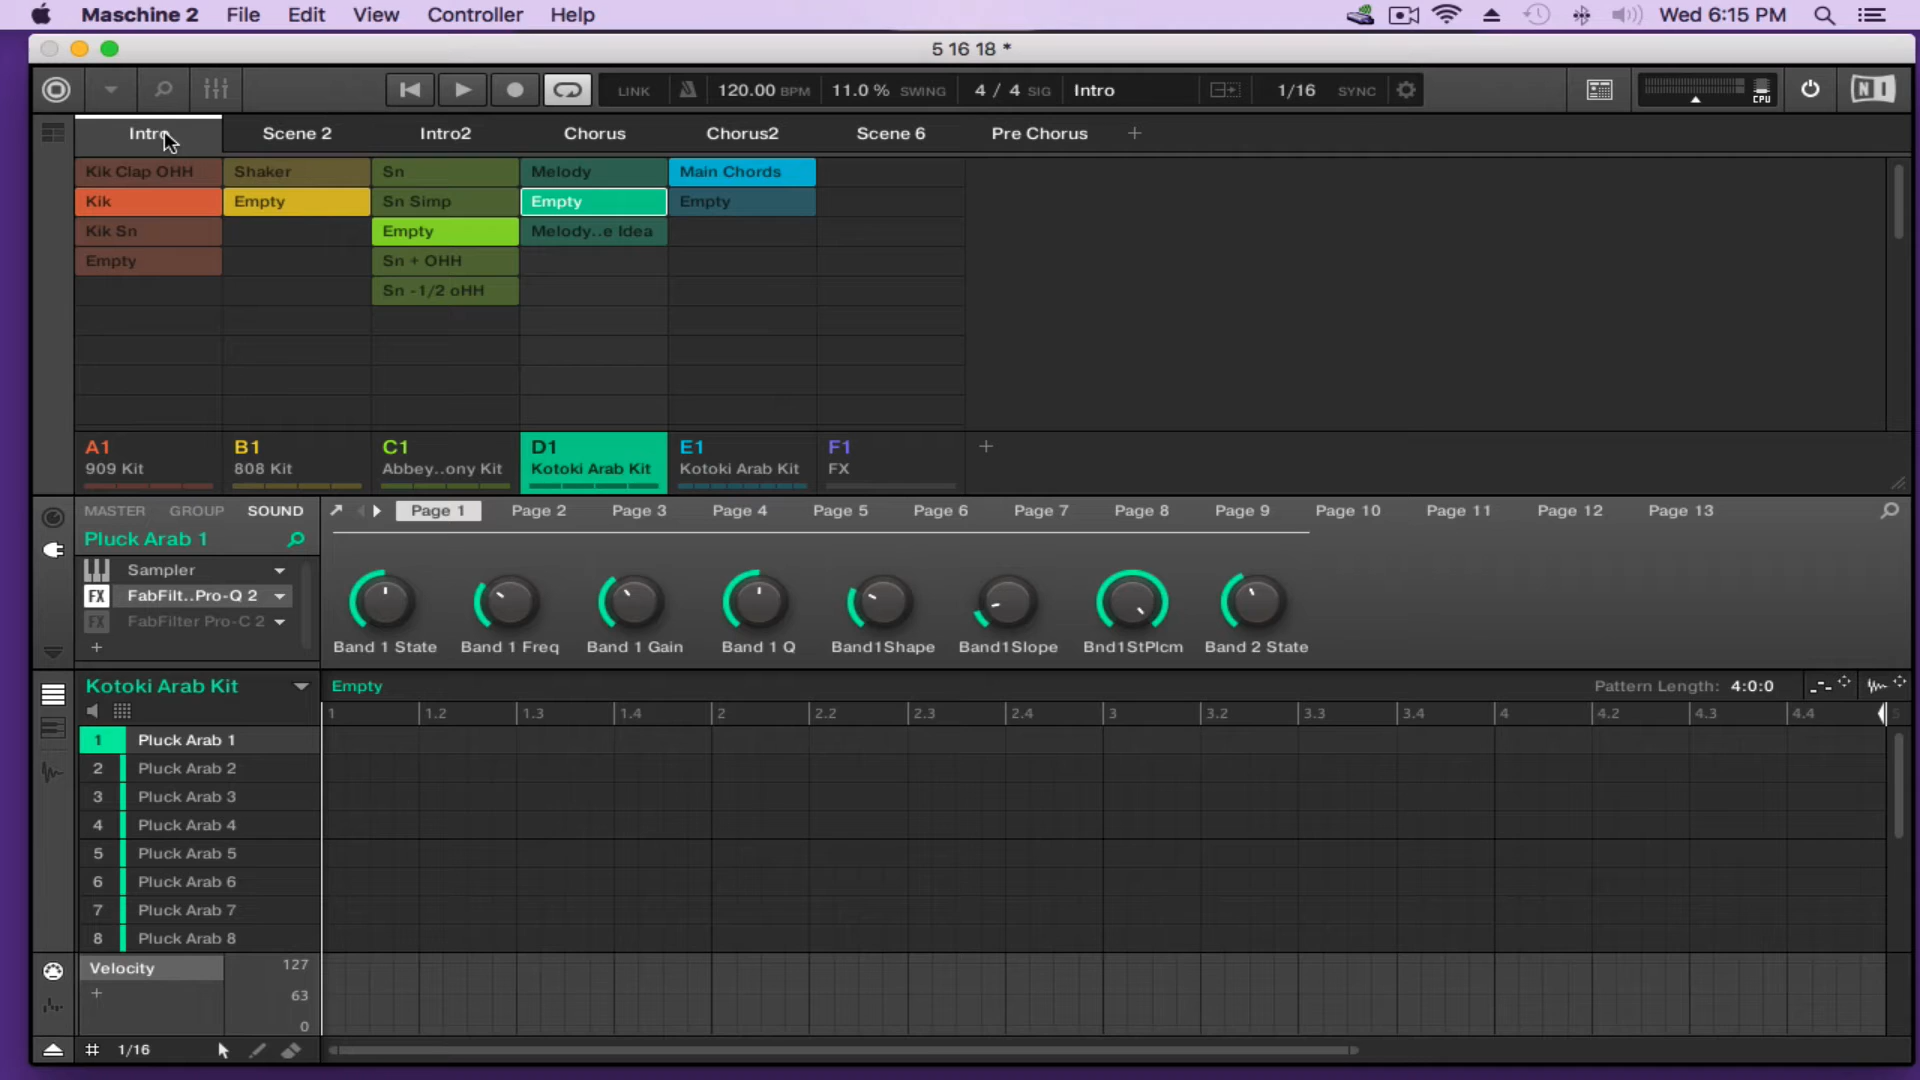 Maschine 2 File Edit View Controller Help Wed 6:15 PM
5 16 18 *
LINK 120.00 BPM 11.0 % SWING 4 / 4 SIG Intro 1/16 SYNC CPU NI
Intro Scene 2 Intro2 Chorus Chorus2 Scene 6 Pre Chorus +
Kik Clap OHH Shaker Sn Melody Main Chords
Kik Empty Sn Simp Empty Empty
Kik Sn Empty Melody..e Idea
Empty Sn + OHH
Sn -1/2 oHH
A1 B1 C1 D1 E1 F1 +
909 Kit 808 Kit Abbey..ony Kit Kotoki Arab Kit Kotoki Arab Kit FX
MASTER GROUP SOUND Page 1 Page 2 Page 3 Page 4 Page 5 Page 6 Page 7 Page 8 Page 9 Page 10 Page 11 Page 12 Page 13
Pluck Arab 1
Sampler
FX FabFilt..Pro-Q 2
FX FabFilter Pro-C 2
+
Band 1 State Band 1 Freq Band 1 Gain Band 1 Q Band1Shape Band1Slope Bnd1StPlcm Band 2 State
Kotoki Arab Kit Empty Pattern Length: 4:0:0
1 1.2 1.3 1.4 2 2.2 2.3 2.4 3 3.2 3.3 3.4 4 4.2 4.3 4.4 5
1 Pluck Arab 1
2 Pluck Arab 2
3 Pluck Arab 3
4 Pluck Arab 4
5 Pluck Arab 5
6 Pluck Arab 6
7 Pluck Arab 7
8 Pluck Arab 8
Velocity 127
+ 63
0
# 1/16